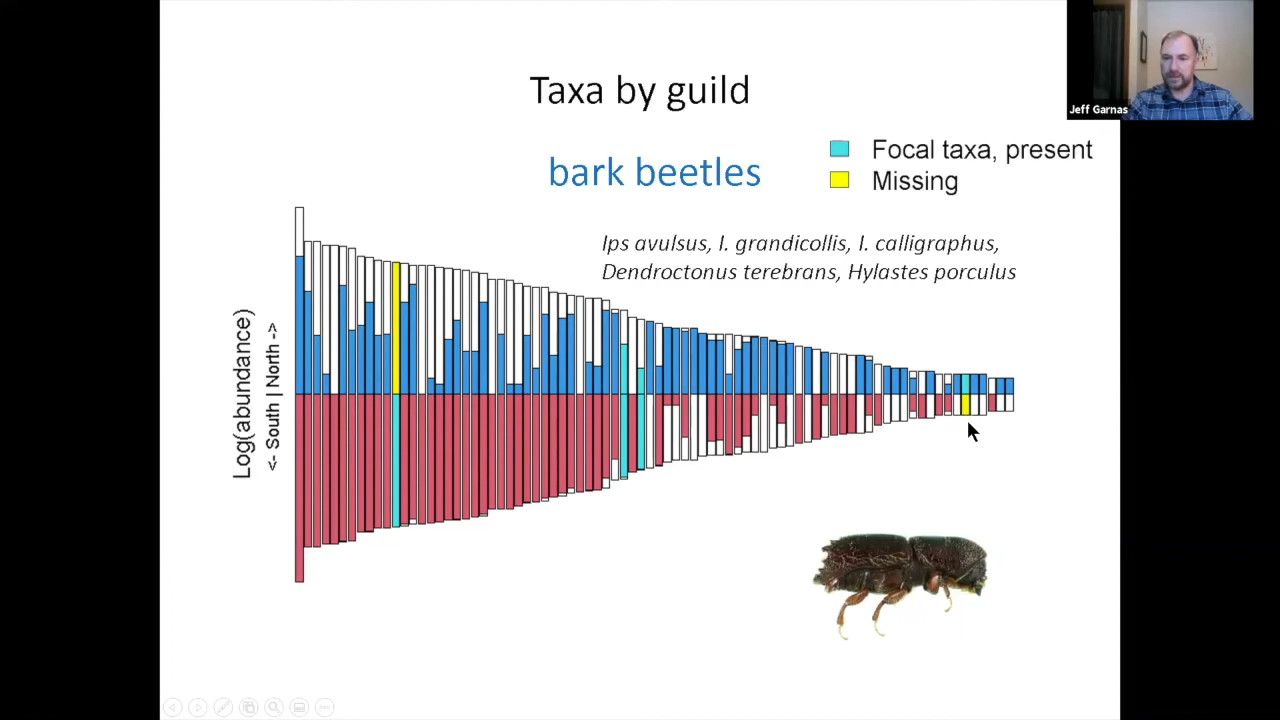 Taxa by guild
bark beetles
Focal taxa, present
Missing
Ips avulsus, I. grandicollis, I. calligraphus,
Dendroctonus terebrans, Hylastes porculus
Log(abundance)
<- South | North ->
Jeff Garnas